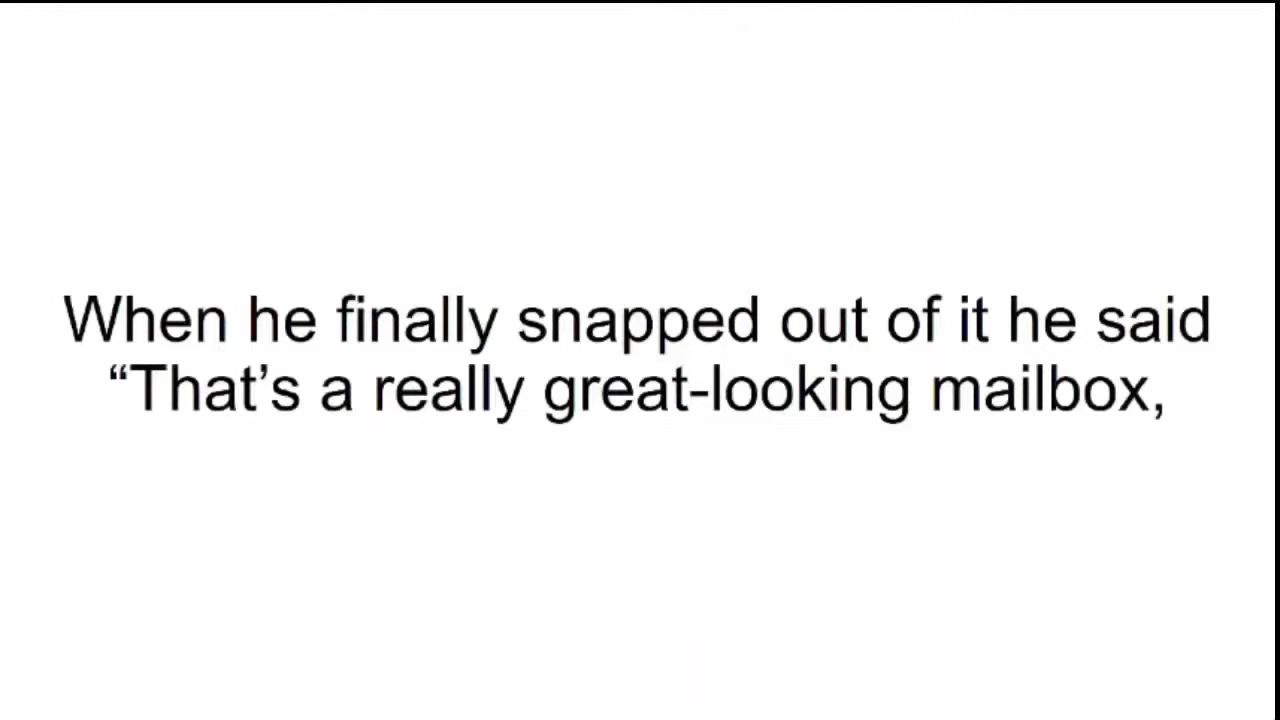 When he finally snapped out of it he said
“That’s a really great-looking mailbox,